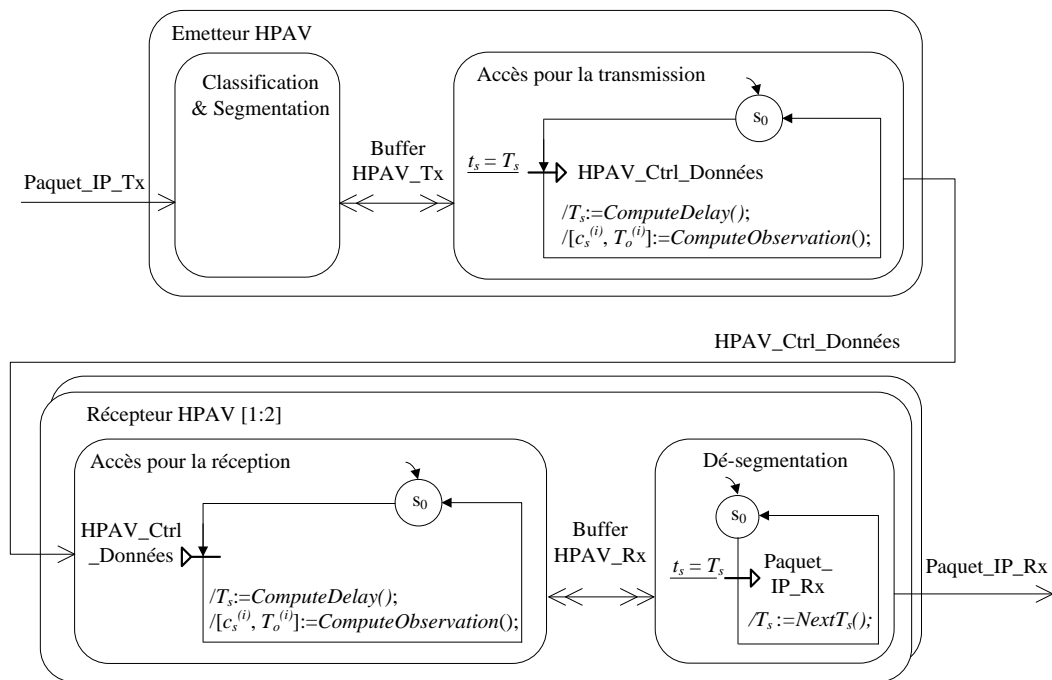 Emetteur HPAV
Classification
& Segmentation
Accès pour la transmission
s0
Buffer
HPAV_Tx
Paquet_IP_Tx
ts = Ts
HPAV_Ctrl_Données
/Ts:=ComputeDelay();
/[cs(i), To(i)]:=ComputeObservation();
HPAV_Ctrl_Données
Récepteur HPAV [1:2]
Accès pour la réception
Dé-segmentation
s0
s0
HPAV_Ctrl
_Données
Buffer
HPAV_Rx
ts = Ts
Paquet_
IP_Rx
Paquet_IP_Rx
/Ts:=ComputeDelay();
/[cs(i), To(i)]:=ComputeObservation();
/Ts :=NextTs();